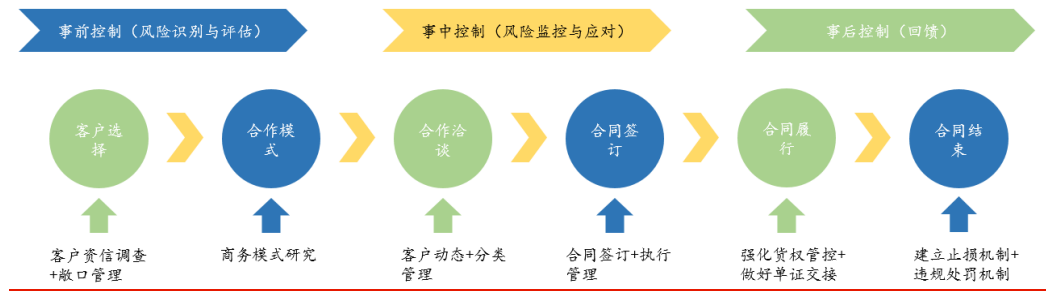 事前控制（风险识别与评估）
事中控制（风险监控与应对）
事后控制（回馈）
客户选
择
合作模
式
合作洽
谈
合同签
订
合同履
行
合同结
束
客户资信调查
+敞口管理
商务模式研究
客户动态+分类
管理
合同签订+执行
管理
强化货权管控+
做好单证交接
建立止损机制+
违规处罚机制